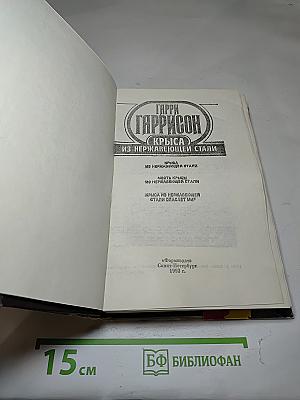 ГАРРИ
ГАРРИСОН
КРЫСА
ИЗ НЕРЖАВЕЮЩЕЙ СТАЛИ
КРЫСА
ИЗ НЕРЖАВЕЮЩЕЙ СТАЛИ
МЕСТЬ КРЫСЫ
ИЗ НЕРЖАВЕЮЩЕЙ СТАЛИ
КРЫСА ИЗ НЕРЖАВЕЮЩЕЙ
СТАЛИ СПАСАЕТ МИР
Санкт-Петербург
1993 г.
15 см
БФ БИБЛИОФАН